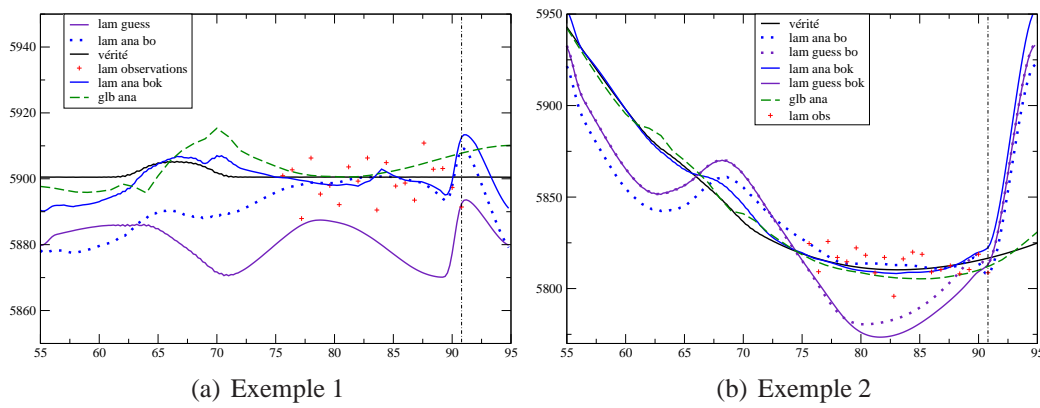 5950
5940
5920
5900
5880
5860
55 60 65 70 75 80 85 90 95
lam guess
lam ana bo
vérité
lam observations
lam ana bok
glb ana
(a) Exemple 1
5950
5900
5850
5800
55 60 65 70 75 80 85 90 95
vérité
lam ana bo
lam guess bo
lam ana bok
lam guess bok
glb ana
lam obs
(b) Exemple 2